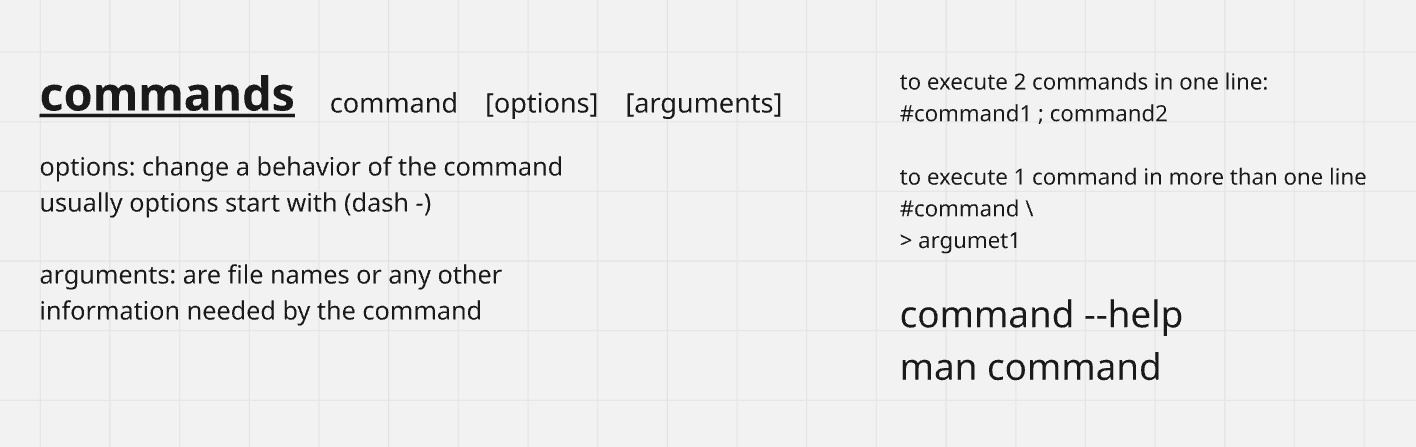 commands command [options] [arguments]
options: change a behavior of the command
usually options start with (dash -)
arguments: are file names or any other
information needed by the command
to execute 2 commands in one line:
#command1 ; command2
to execute 1 command in more than one line
#command \
> argumet1
command --help
man command